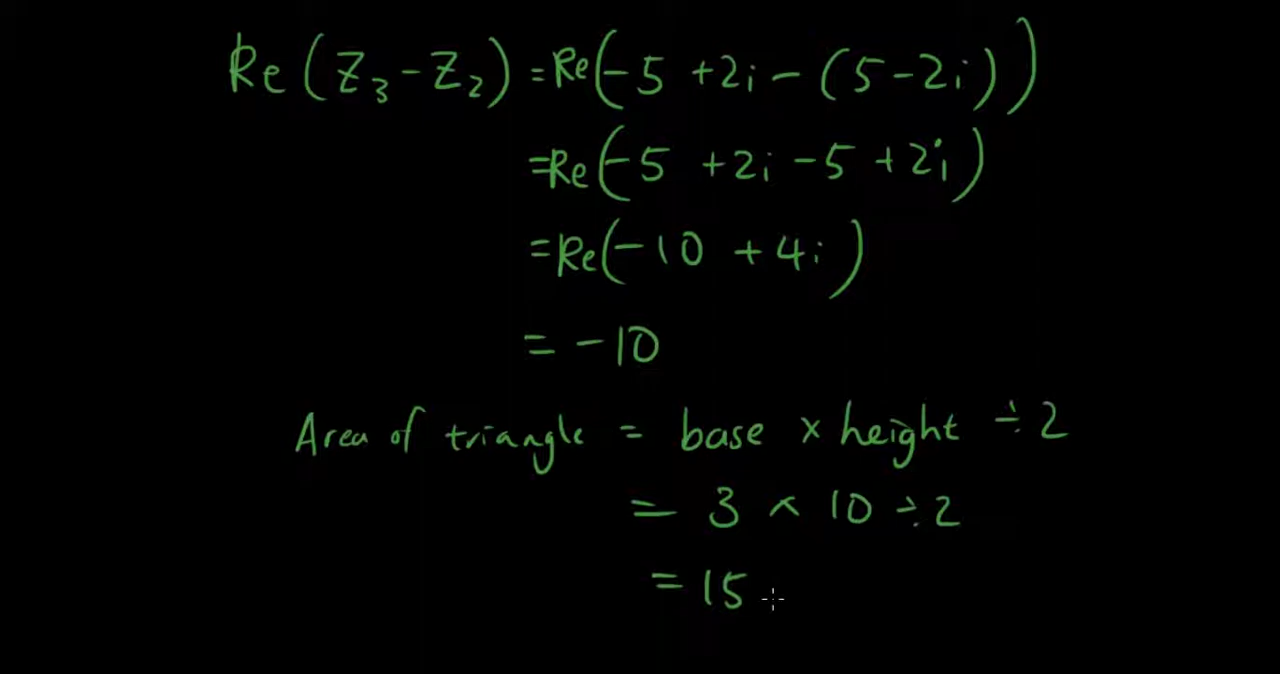 Re(Z₃-Z₂)=Re(-5+2i-(5-2i))
=Re(-5+2i-5+2i)
=Re(-10+4i)
=-10
Area of triangle = base × height ÷2
= 3 × 10 ÷2
= 15